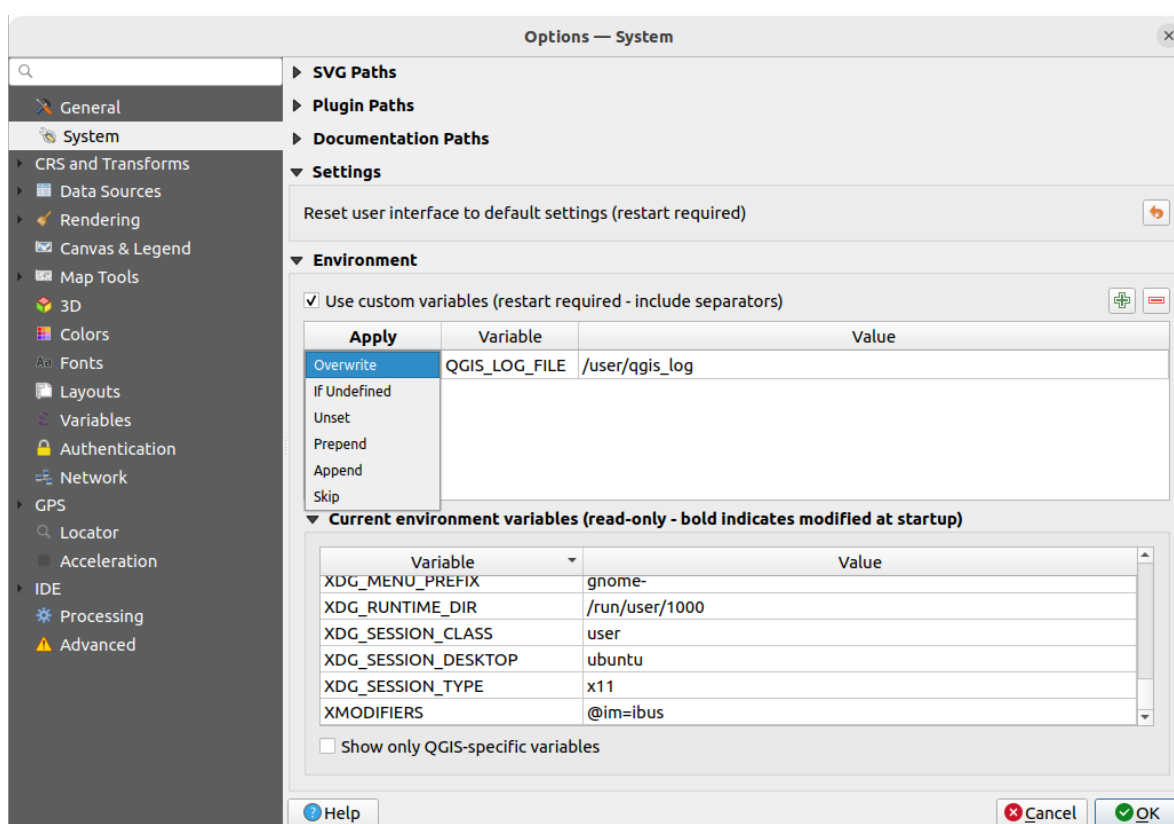 Options — System
General
System
CRS and Transforms
Data Sources
Rendering
Canvas & Legend
Map Tools
3D
Colors
Aa Fonts
Layouts
ε Variables
Authentication
Network
GPS
Locator
Acceleration
IDE
Processing
Advanced
SVG Paths
Plugin Paths
Documentation Paths
Settings
Reset user interface to default settings (restart required)
Environment
Use custom variables (restart required - include separators)
Apply Variable Value
Overwrite QGIS_LOG_FILE /user/qgis_log
If Undefined
Unset
Prepend
Append
Skip
Current environment variables (read-only - bold indicates modified at startup)
Variable Value
XDG_MENU_PREFIX gnome-
XDG_RUNTIME_DIR /run/user/1000
XDG_SESSION_CLASS user
XDG_SESSION_DESKTOP ubuntu
XDG_SESSION_TYPE x11
XMODIFIERS @im=ibus
Show only QGIS-specific variables
? Help
Cancel
OK